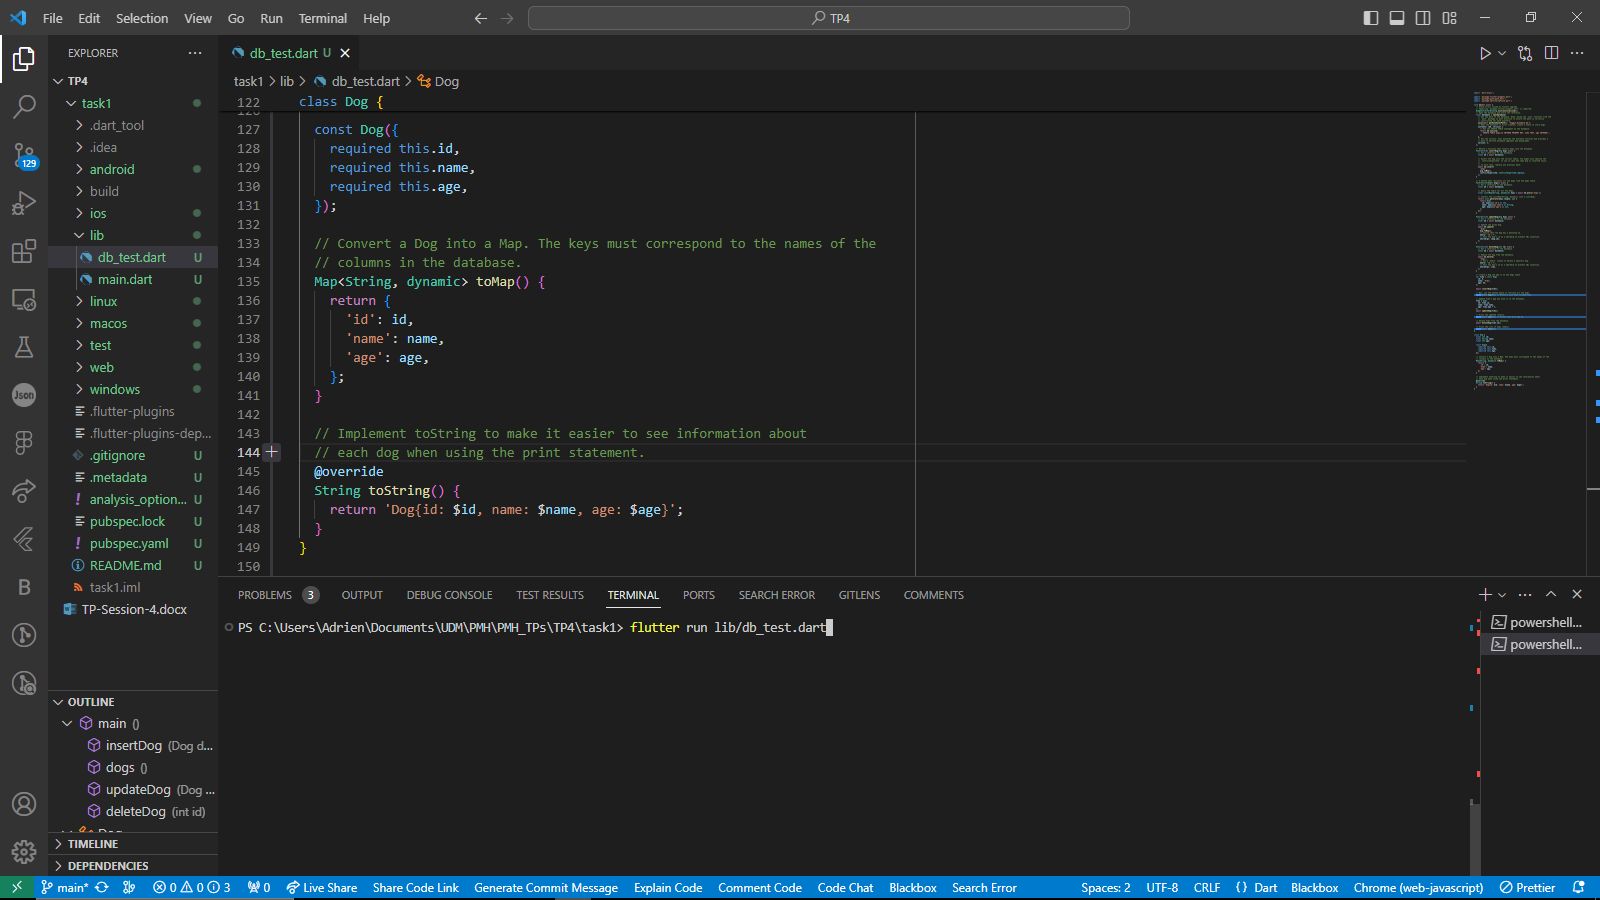 File Edit Selection View Go Run Terminal Help
TP4
EXPLORER
TP4
task1
.dart_tool
.idea
android
build
ios
lib
db_test.dart U
main.dart U
linux
macos
test
web
windows
.flutter-plugins
.flutter-plugins-dep...
.gitignore U
.metadata U
analysis_option... U
pubspec.lock U
pubspec.yaml U
README.md U
task1.iml
TP-Session-4.docx
129
Json
B
OUTLINE
main ()
insertDog (Dog d...
dogs ()
updateDog (Dog ...
deleteDog (int id)
TIMELINE
DEPENDENCIES
db_test.dart U
task1 > lib > db_test.dart > Dog
122 class Dog {
127 const Dog({
128 required this.id,
129 required this.name,
130 required this.age,
131 });
132
133 // Convert a Dog into a Map. The keys must correspond to the names of the
134 // columns in the database.
135 Map<String, dynamic> toMap() {
136 return {
137 'id': id,
138 'name': name,
139 'age': age,
140 };
141 }
142
143 // Implement toString to make it easier to see information about
144 // each dog when using the print statement.
145 @override
146 String toString() {
147 return 'Dog{id: $id, name: $name, age: $age}';
148 }
149 }
150
PROBLEMS 3 OUTPUT DEBUG CONSOLE TEST RESULTS TERMINAL PORTS SEARCH ERROR GITLENS COMMENTS
PS C:\Users\Adrien\Documents\UDM\PMH\PMH_TPs\TP4\task1> flutter run lib/db_test.dart
powershell...
powershell...
main* 0 0 3 0 Live Share Share Code Link Generate Commit Message Explain Code Comment Code Code Chat Blackbox Search Error Spaces: 2 UTF-8 CRLF {} Dart Blackbox Chrome (web-javascript) Prettier